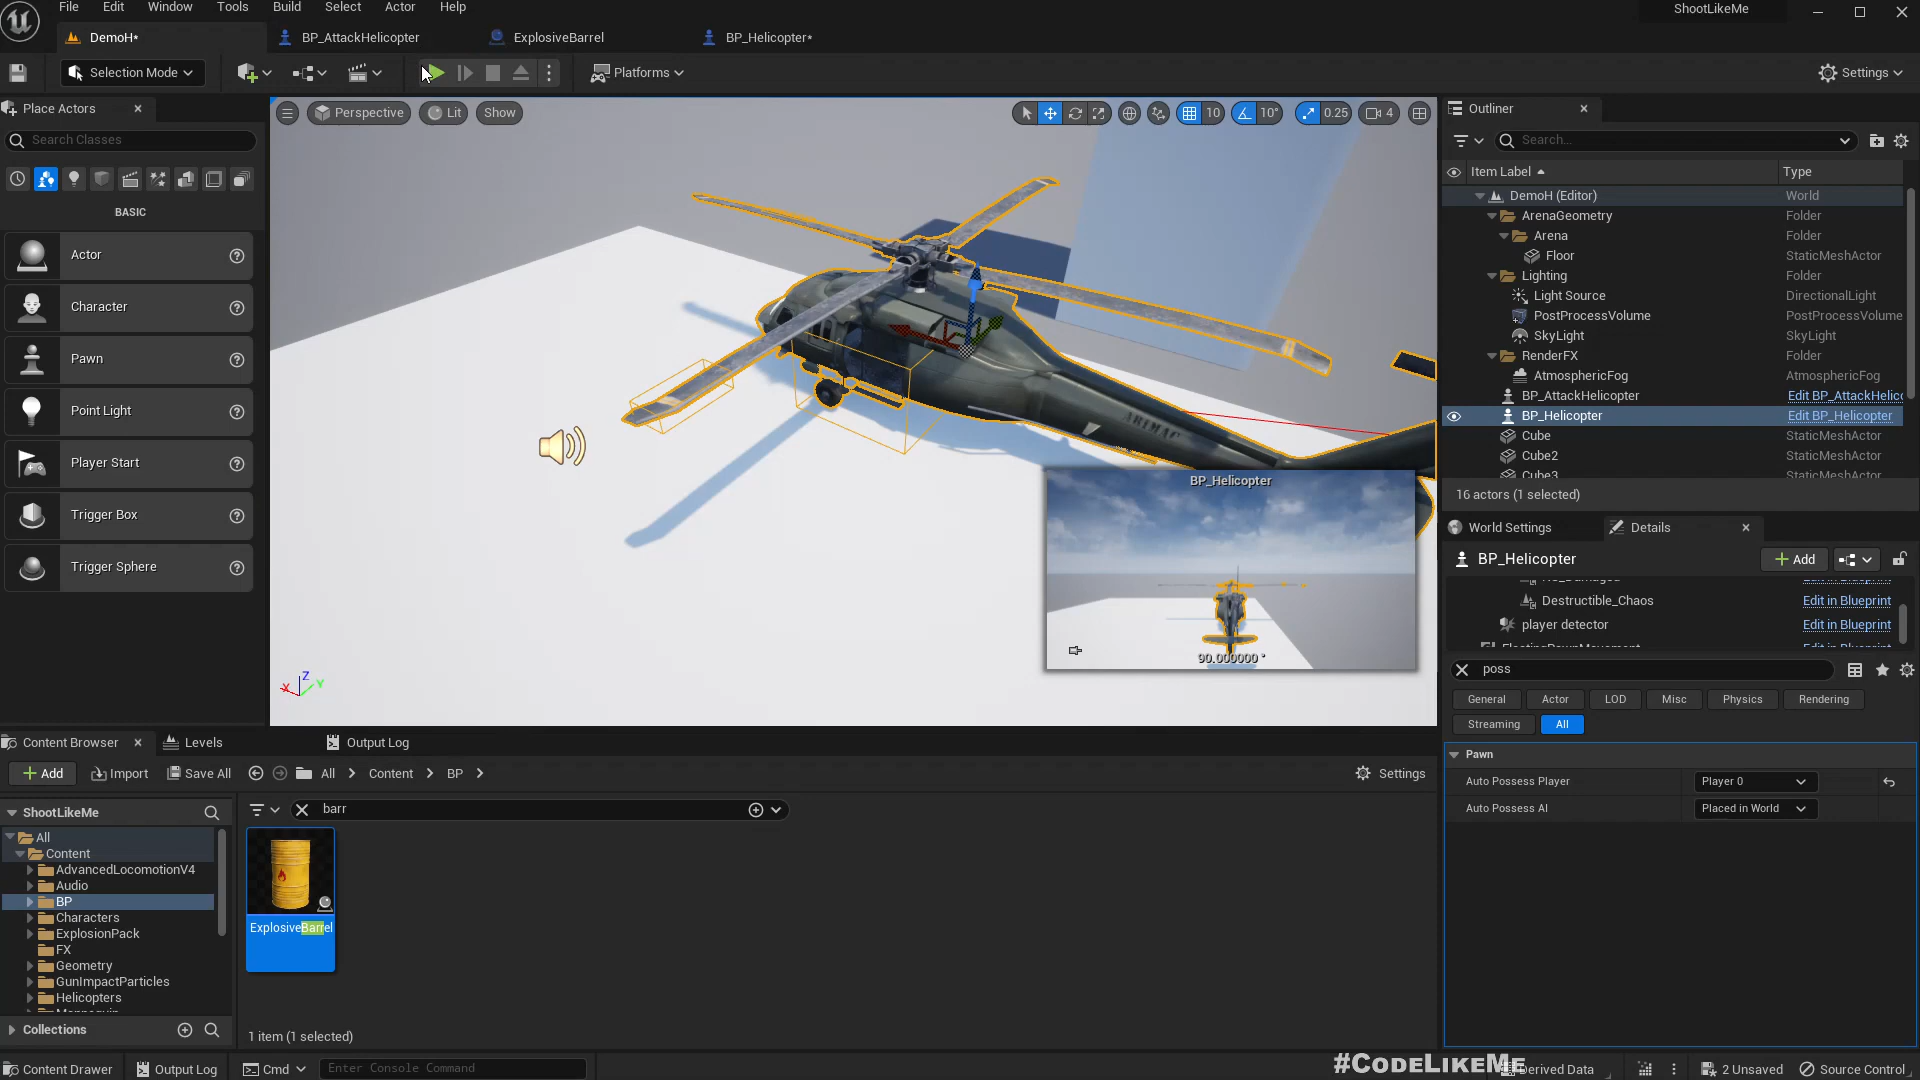 File Edit Window Tools Build Select Actor Help
ShootLikeMe
DemoH* BP_AttackHelicopter ExplosiveBarrel BP_Helicopter*
Selection Mode Platforms Settings
Place Actors
Search Classes
BASIC
Actor
Character
Pawn
Point Light
Player Start
Trigger Box
Trigger Sphere
Perspective Lit Show 10 10° 0.25 4
ARIMAC
BP_Helicopter
90.000000 °
X Z Y
Outliner
Search...
Item Label Type
DemoH (Editor) World
ArenaGeometry Folder
Arena Folder
Floor StaticMeshActor
Lighting Folder
Light Source DirectionalLight
PostProcessVolume PostProcessVolume
SkyLight SkyLight
RenderFX Folder
AtmosphericFog AtmosphericFog
BP_AttackHelicopter Edit BP_AttackHelico
BP_Helicopter Edit BP_Helicopter
Cube StaticMeshActor
Cube2 StaticMeshActor
Cube3 StaticMeshActor
16 actors (1 selected)
World Settings Details
BP_Helicopter Add
Destructible_Chaos Edit in Blueprint
player detector Edit in Blueprint
poss
General Actor LOD Misc Physics Rendering
Streaming All
Pawn
Auto Possess Player Player 0
Auto Possess AI Placed in World
Content Browser Levels Output Log
Add Import Save All All Content BP Settings
ShootLikeMe
All
Content
AdvancedLocomotionV4
Audio
BP
Characters
ExplosionPack
FX
Geometry
GunImpactParticles
Helicopters
Collections
barr
ExplosiveBarrel
1 item (1 selected)
Content Drawer Output Log Cmd Enter Console Command
#CodeLikeMe
Derived Data 2 Unsaved Source Control